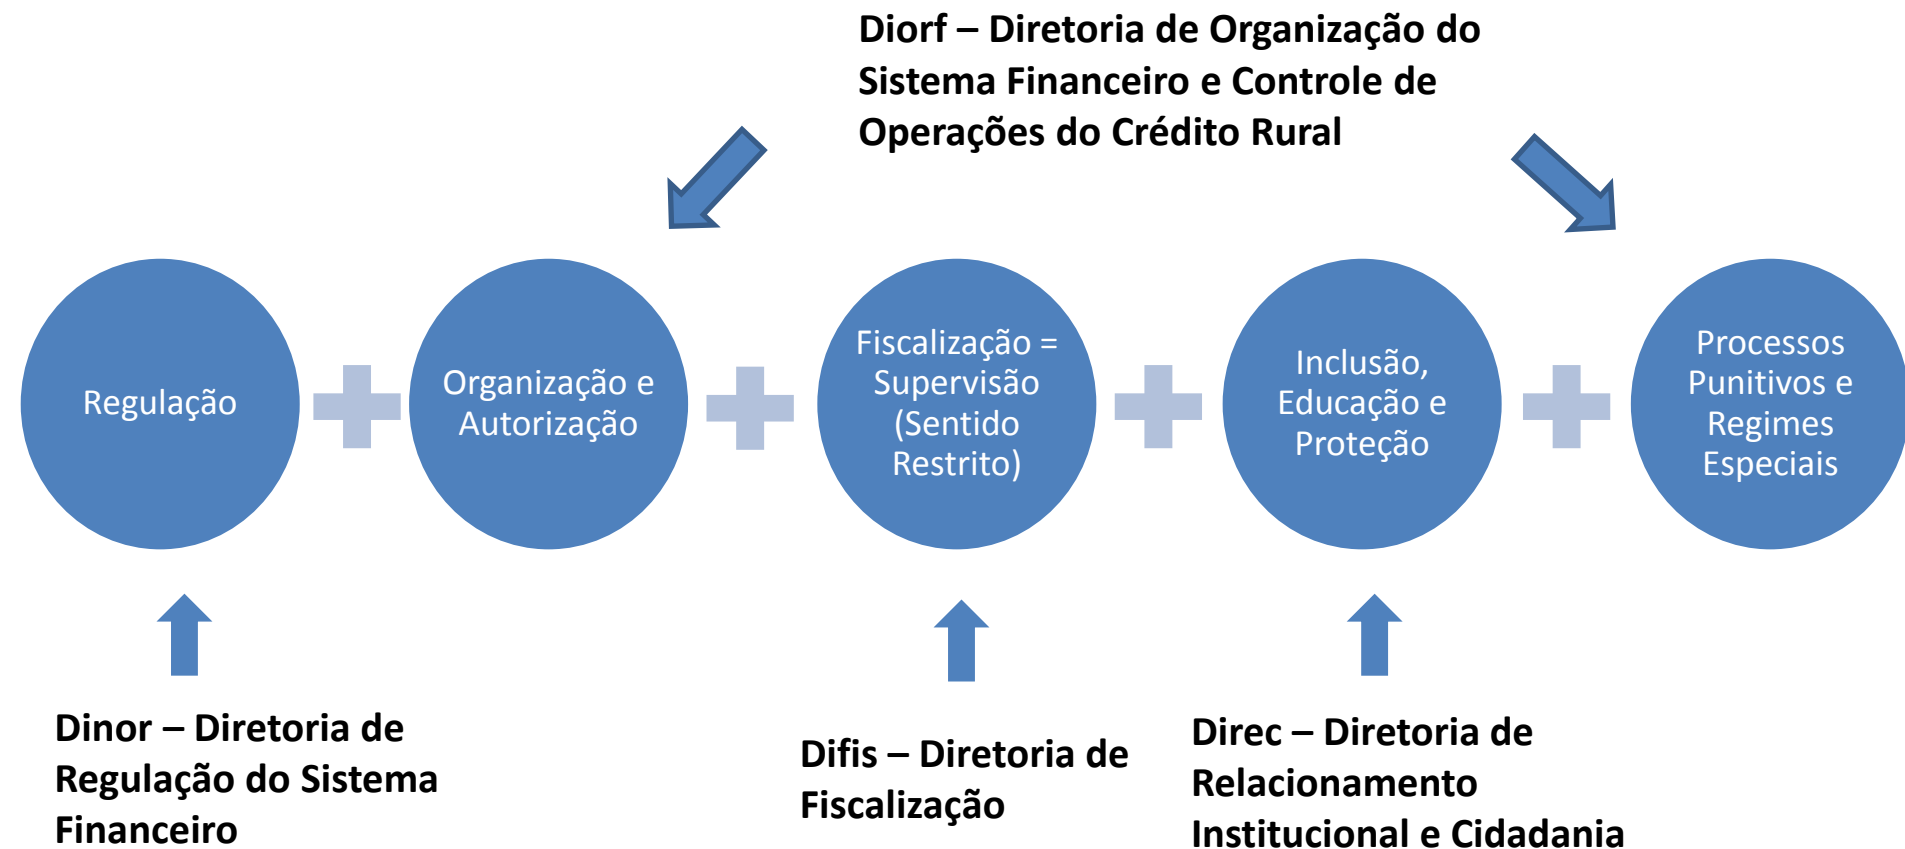 Diorf – Diretoria de Organização do
Sistema Financeiro e Controle de
Operações do Crédito Rural
Regulação
Organização e
Autorização
Fiscalização =
Supervisão
(Sentido
Restrito)
Inclusão,
Educação e
Proteção
Processos
Punitivos e
Regimes
Especiais
Dinor – Diretoria de
Regulação do Sistema
Financeiro
Difis – Diretoria de
Fiscalização
Direc – Diretoria de
Relacionamento
Institucional e Cidadania